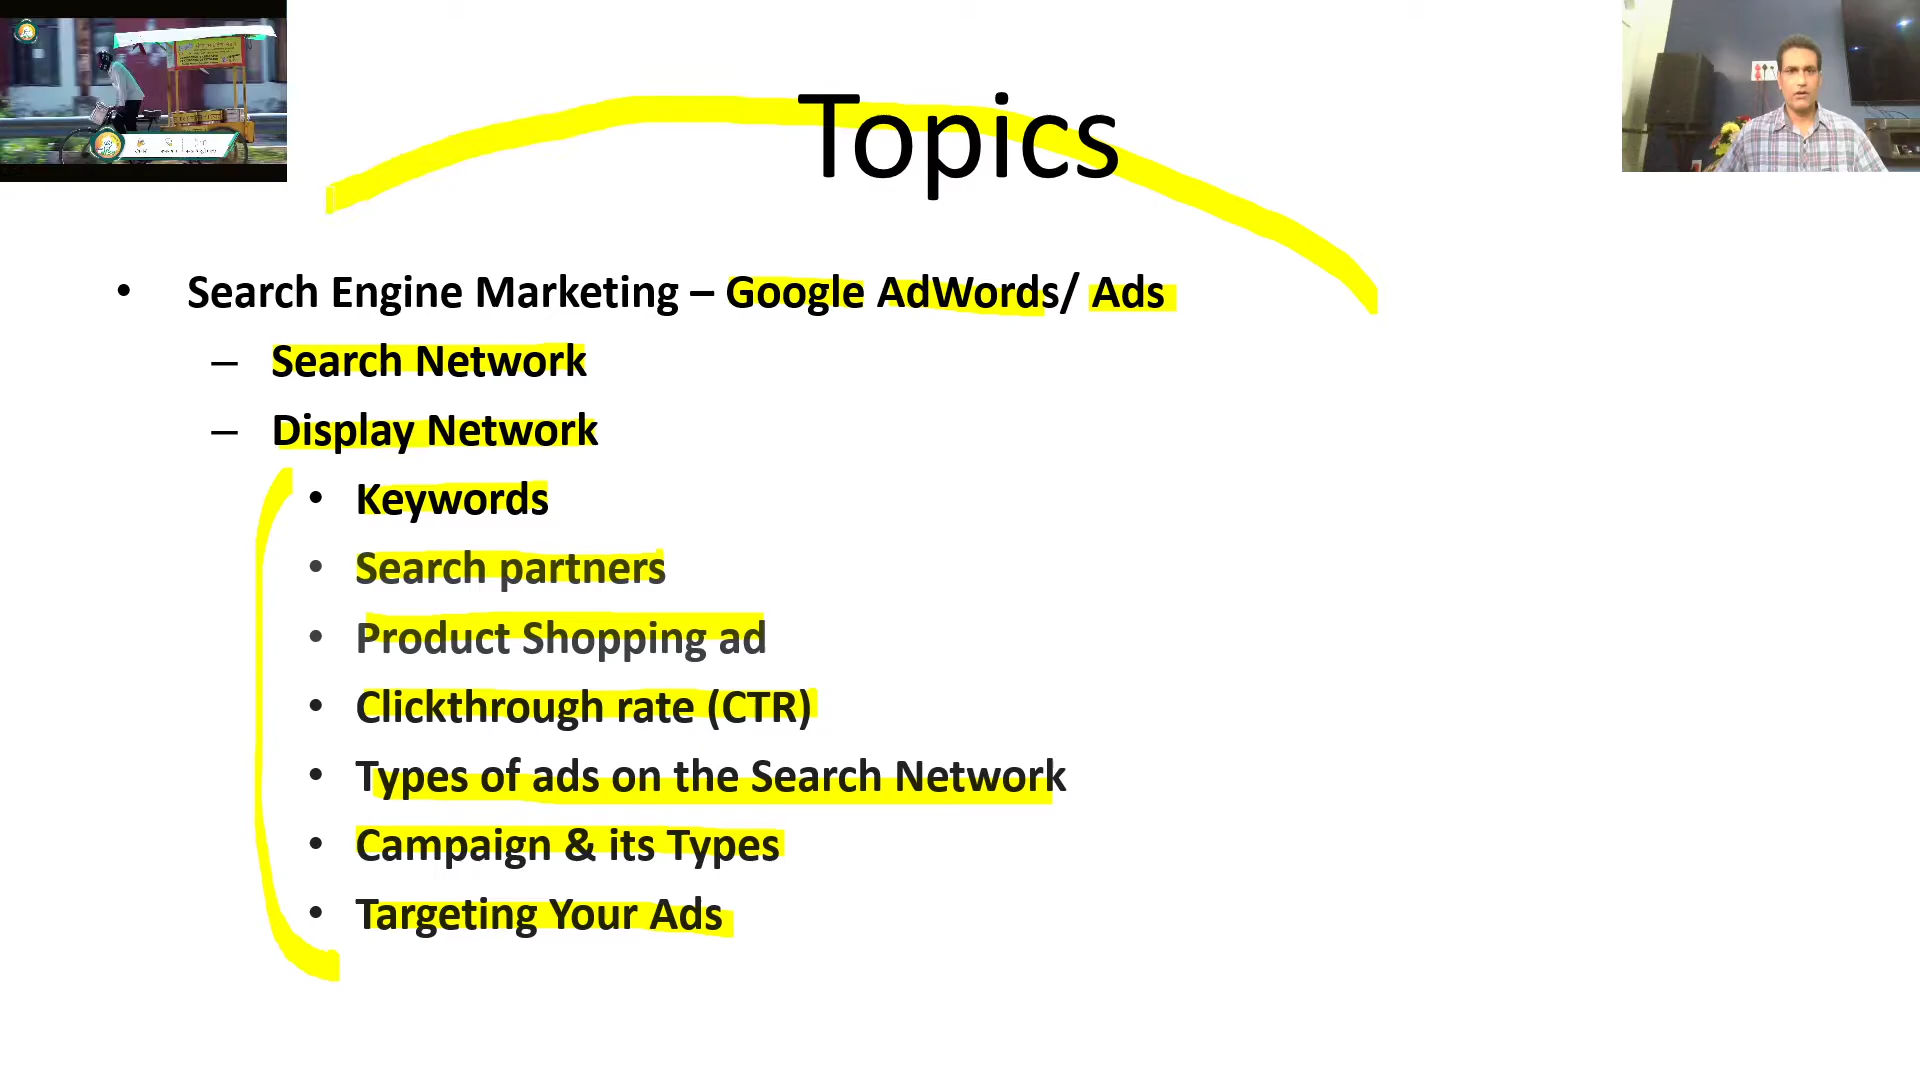 Topics
• Search Engine Marketing – Google AdWords/ Ads
– Search Network
– Display Network
• Keywords
• Search partners
• Product Shopping ad
• Clickthrough rate (CTR)
• Types of ads on the Search Network
• Campaign & its Types
• Targeting Your Ads